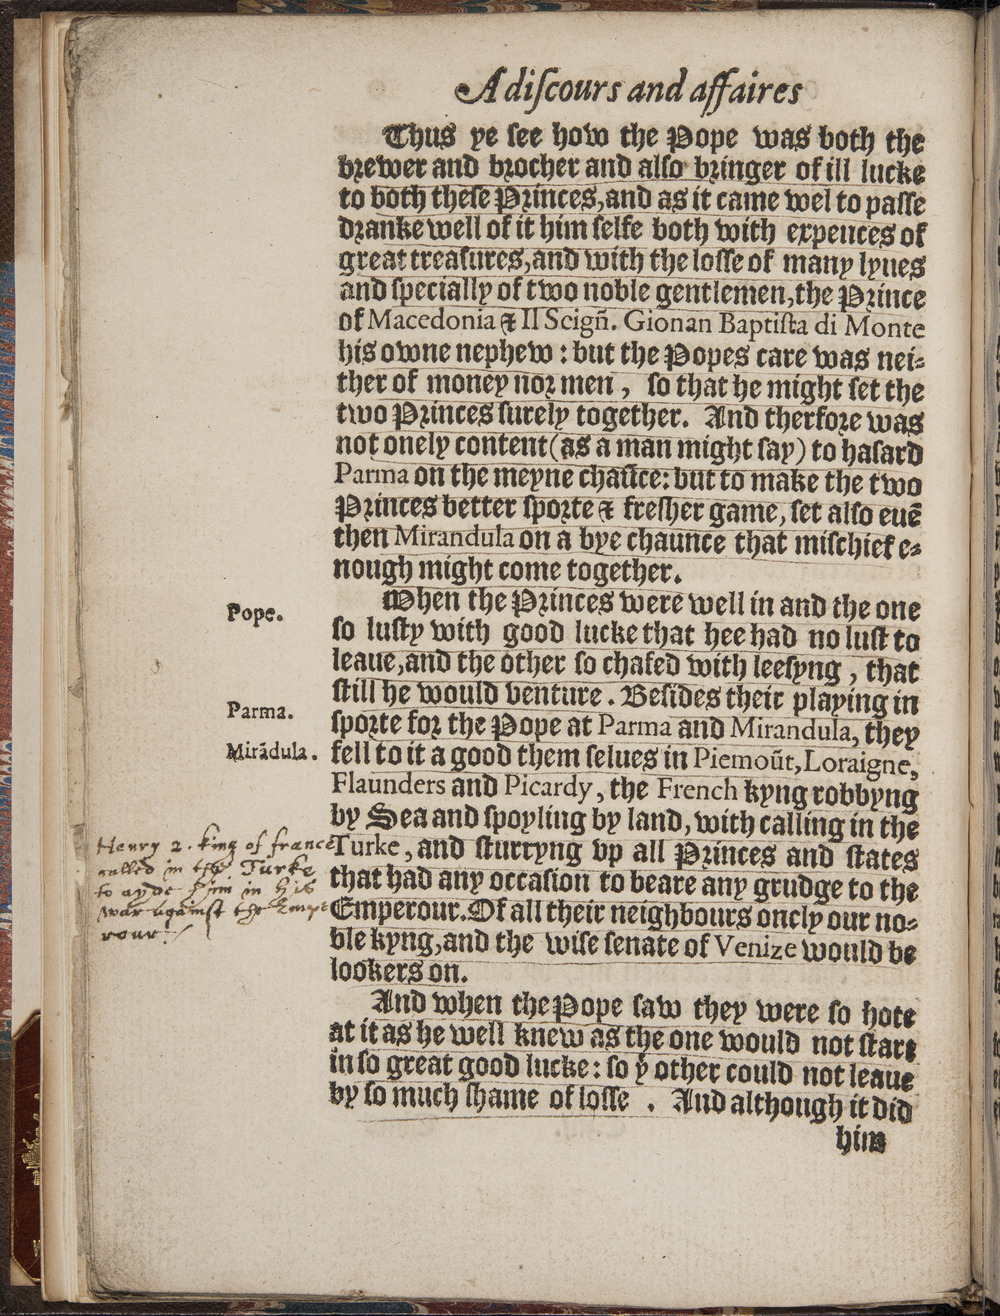 A discours and affaires
Thus ye see how the Pope was both the
brewer and brocher and also bringer of ill lucke
to both these Princes, and as it came wel to passe
dranke well of it him selfe both with expences of
great treasures, and with the losse of many lyues
and specially of two noble gentlemen, the Prince
of Macedonia & Il Scigñ. Gionan Baptista di Monte
his owne nephew : but the Popes care was nei-
ther of money nor men , so that he might set the
two Princes surely together. And therfore was
not onely content (as a man might say) to hasard
Parma on the meyne chaūce: but to make the two
Princes better sporte & fresher game, set also euē
then Mirandula on a bye chaunce that mischief e-
nough might come together.
Pope.
When the Princes were well in and the one
so lusty with good lucke that hee had no lust to
leaue, and the other so chafed with leesyng , that
still he would venture . Besides their playing in
Parma.
sporte for the Pope at Parma and Mirandula, they
Mirādula.
fell to it a good them selues in Piemoūt, Loraigne,
Flaunders and Picardy , the French kyng robbyng
by Sea and spoyling by land, with calling in the
Henry 2. king of france
Turke , and sturryng vp all Princes and states
called in the Turke
that had any occasion to beare any grudge to the
to ayde him in his
war against the Empe
Emperour. Of all their neighbours onely our no-
rour
ble kyng, and the wise senate of Venize would be
lookers on.
And when the Pope saw they were so hote
at it as he well knew as the one would not start
in so great good lucke : so yͭ other could not leaue
by so much shame of losse . And although it did
him